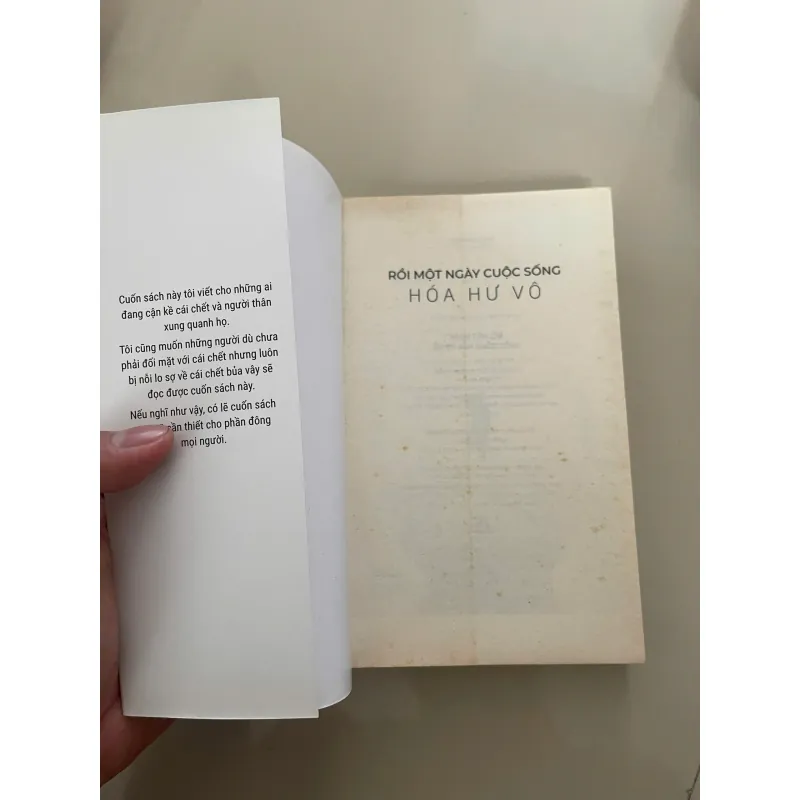 Cuốn sách này tôi viết cho những ai
đang cận kề cái chết và người thân
xung quanh họ.
Tôi cũng muốn những người dù chưa
phải đối mặt với cái chết nhưng luôn
bị nỗi lo sợ về cái chết bủa vây sẽ
đọc được cuốn sách này.
Nếu nghĩ như vậy, có lẽ cuốn sách
cần thiết cho phần đông
mọi người.
RỒI MỘT NGÀY CUỘC SỐNG
HÓA HƯ VÔ